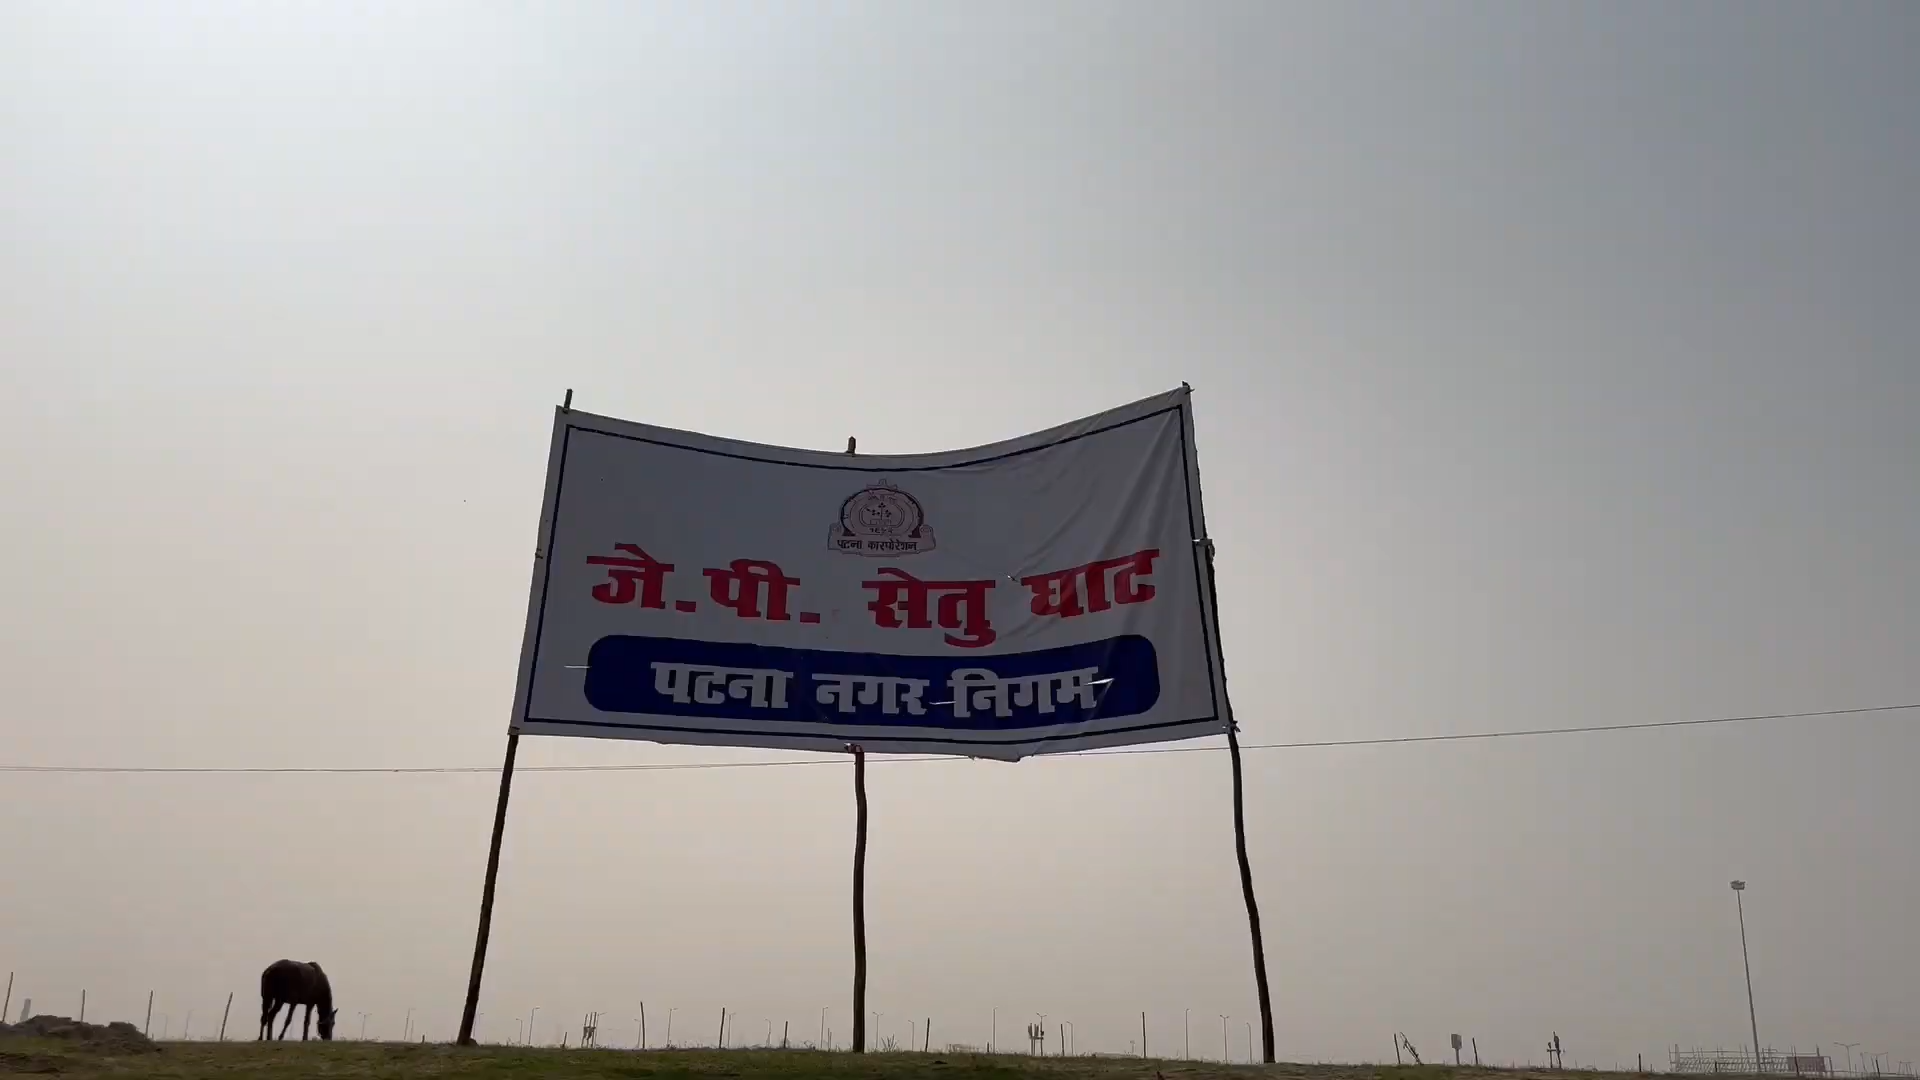 पटना कारपोरेशन
जे.पी. सेतु घाट
पटना नगर निगम